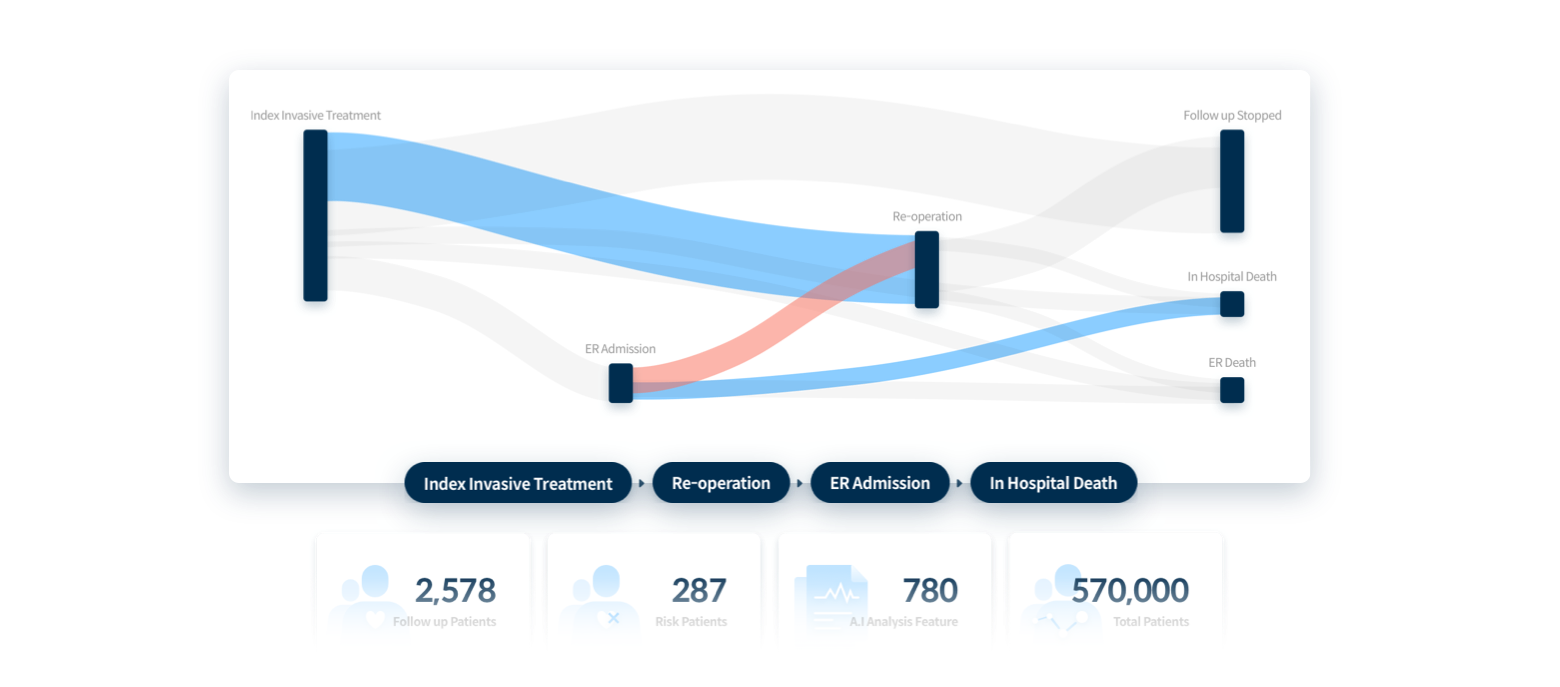 Index Invasive Treatment
Follow up Stopped
Re-operation
In Hospital Death
ER Admission
ER Death
Index Invasive Treatment
Re-operation
ER Admission
In Hospital Death
2,578
Follow up Patients
287
Risk Patients
780
A.I Analysis Feature
570,000
Total Patients